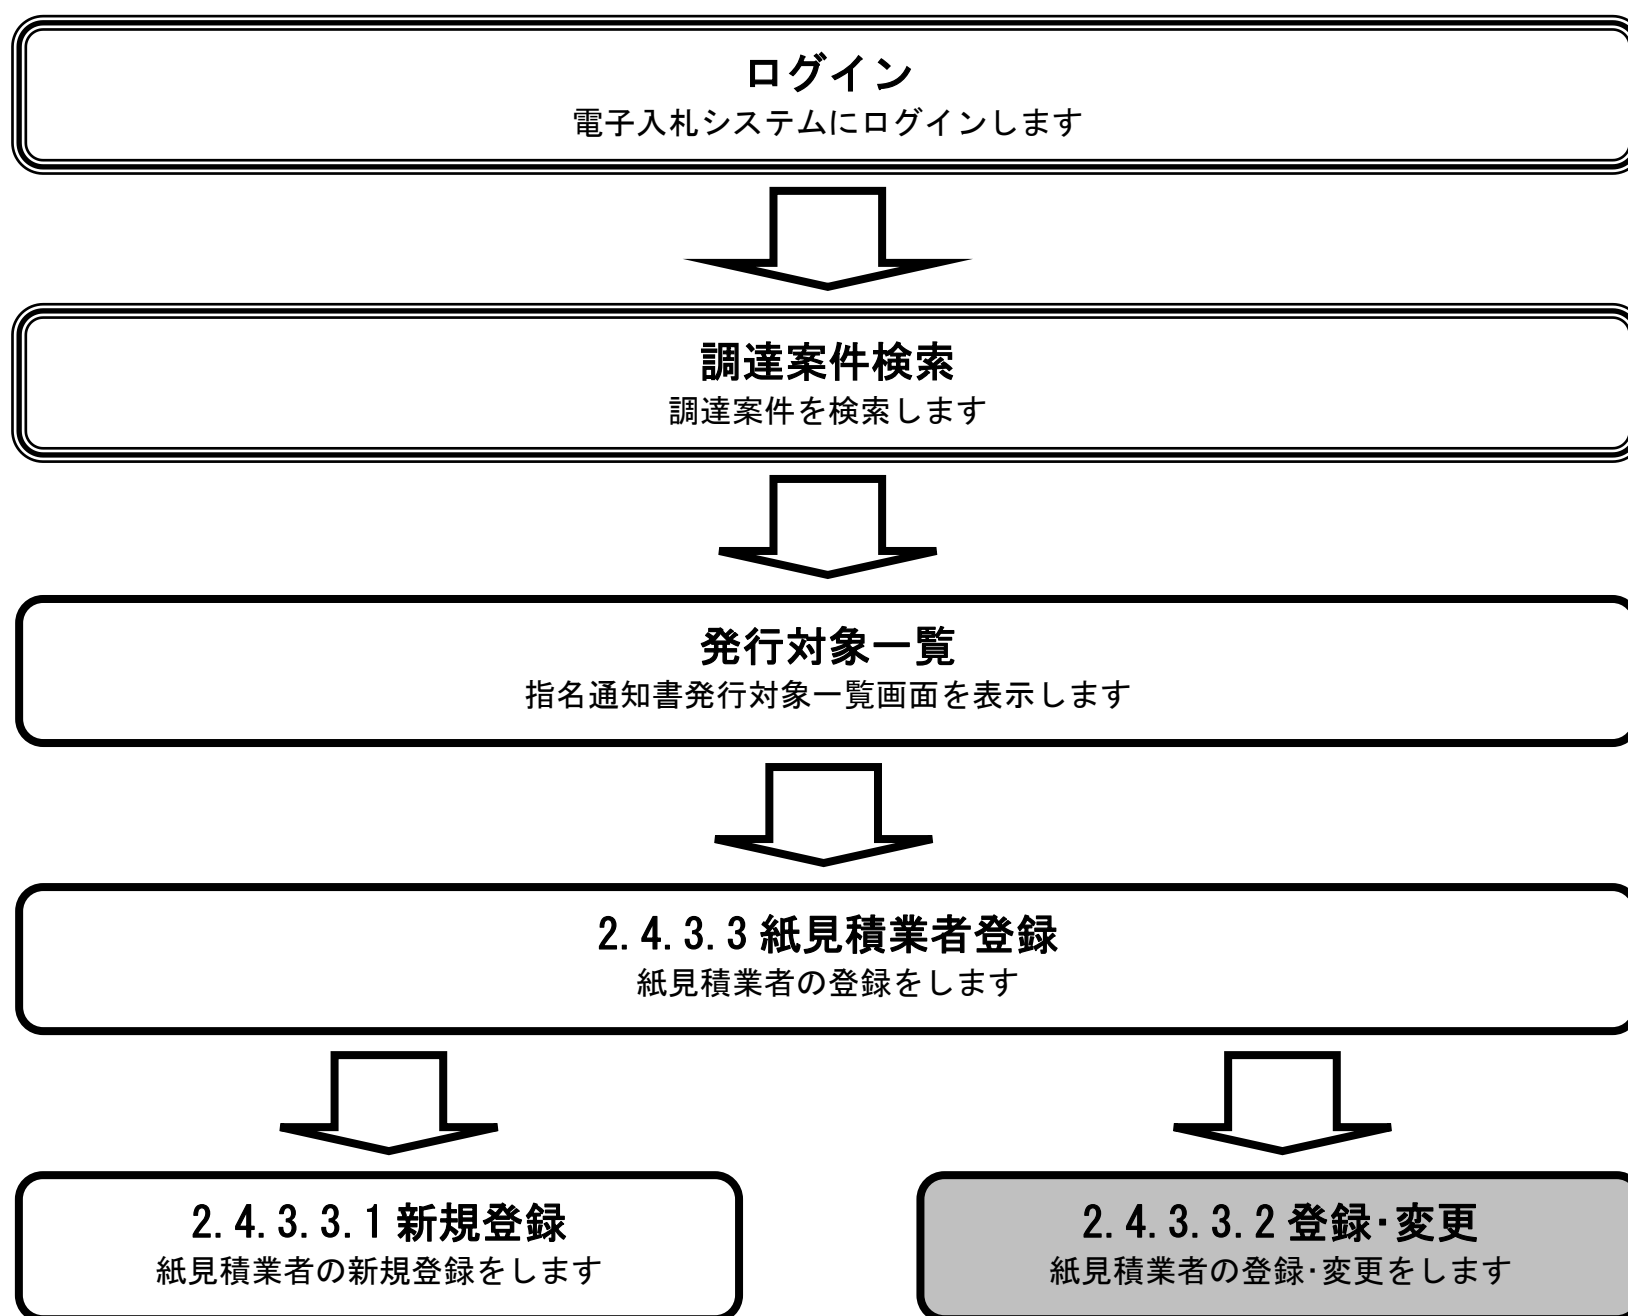 ログイン
電子入札システムにログインします
調達案件検索
調達案件を検索します
発行対象一覧
指名通知書発行対象一覧画面を表示します
2.4.3.3 紙見積業者登録
紙見積業者の登録をします
2.4.3.3.1 新規登録
紙見積業者の新規登録をします
2.4.3.3.2 登録・変更
紙見積業者の登録・変更をします